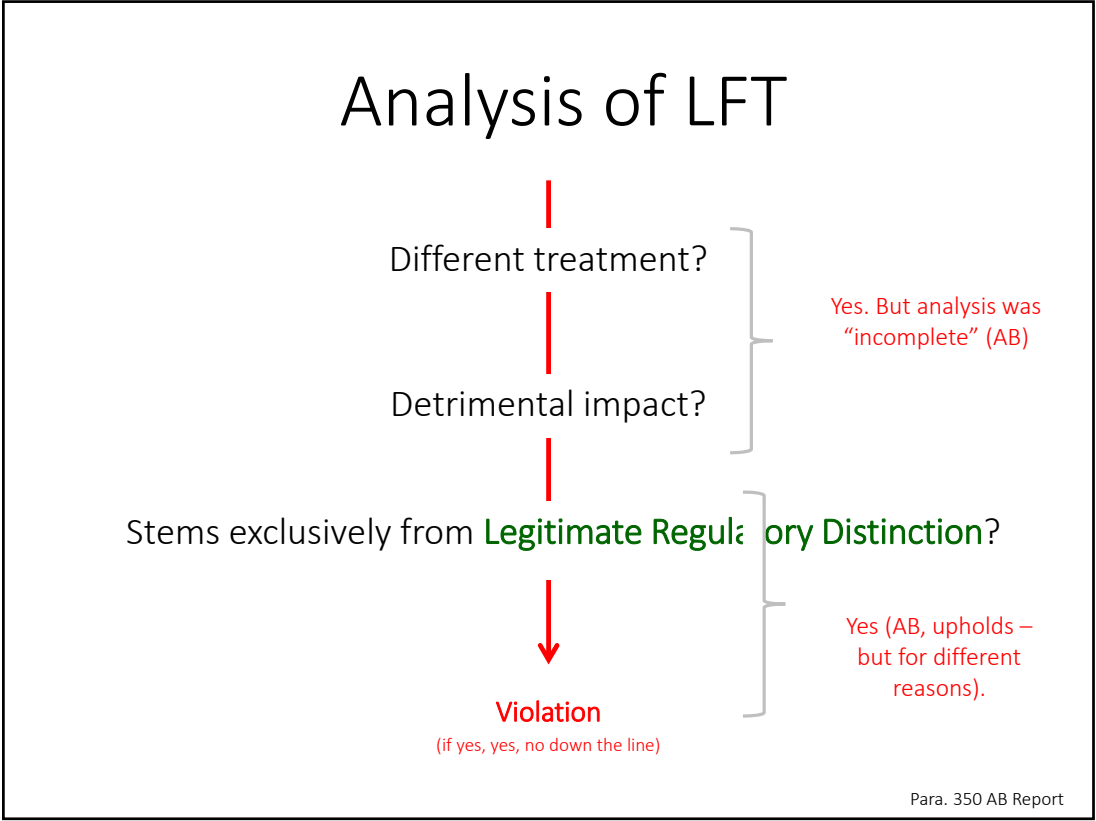 Analysis of LFT
Different treatment?
Yes. But analysis was
“incomplete” (AB)
Detrimental impact?
Stems exclusively from Legitimate Regulatory Distinction?
Yes (AB, upholds –
but for different
reasons).
Violation
(if yes, yes, no down the line)
Para. 350 AB Report